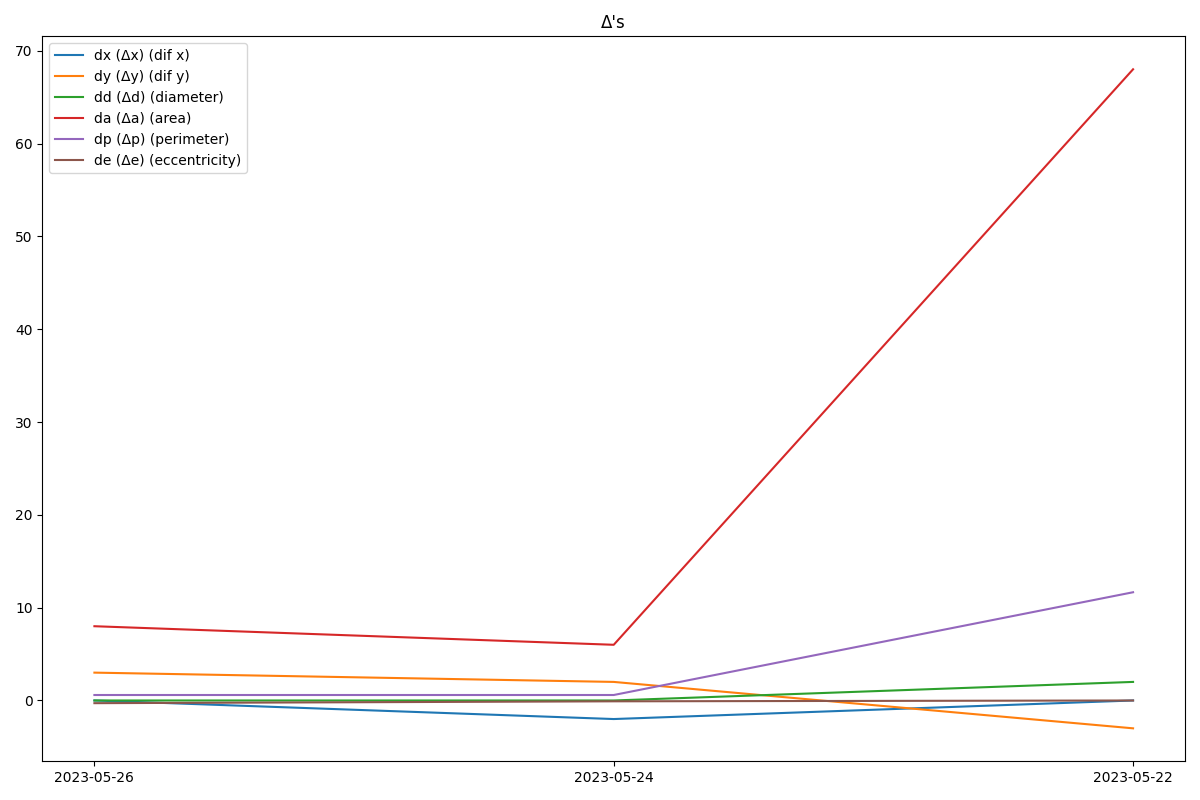 Δ's
dx (Δx) (dif x)
dy (Δy) (dif y)
dd (Δd) (diameter)
da (Δa) (area)
dp (Δp) (perimeter)
de (Δe) (eccentricity)
70
60
50
40
30
20
10
0
2023-05-26
2023-05-24
2023-05-22